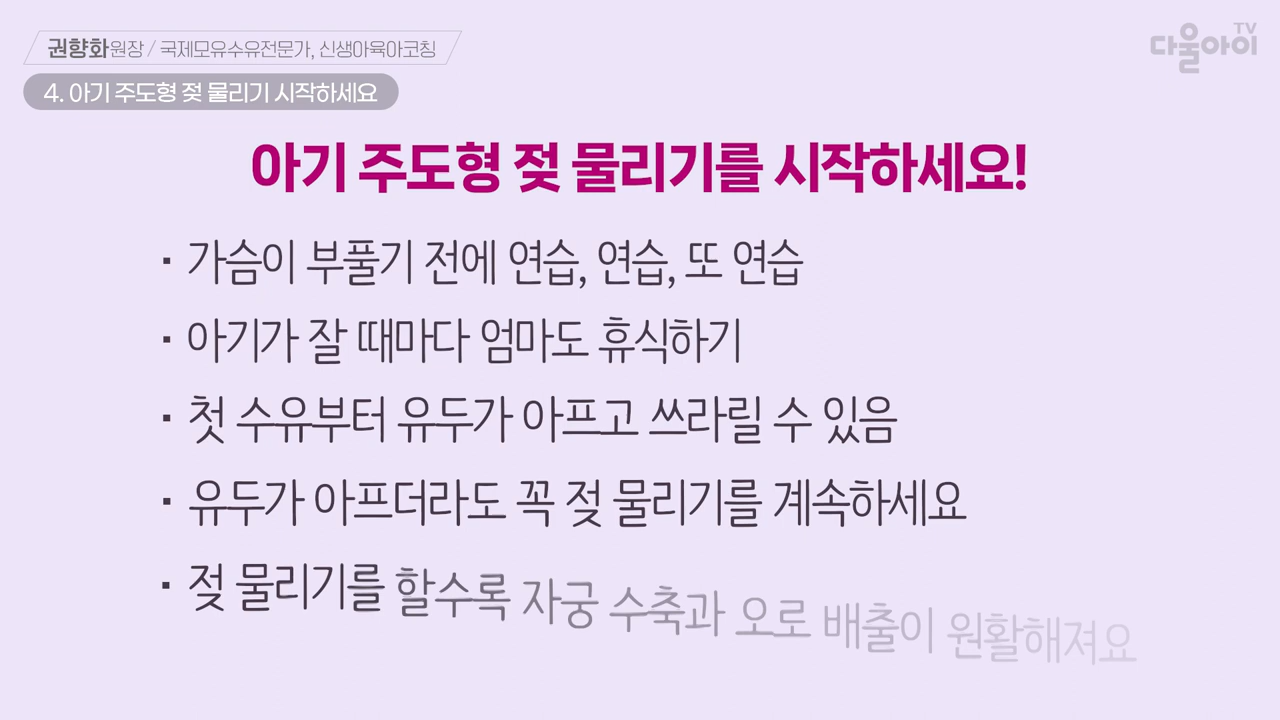 권향화원장 / 국제모유수유전문가, 신생아육아코칭
다울아이TV
4. 아기 주도형 젖 물리기 시작하세요
아기 주도형 젖 물리기를 시작하세요!
· 가슴이 부풀기 전에 연습, 연습, 또 연습
· 아기가 잘 때마다 엄마도 휴식하기
· 첫 수유부터 유두가 아프고 쓰라릴 수 있음
· 유두가 아프더라도 꼭 젖 물리기를 계속하세요
· 젖 물리기를 할수록 자궁 수축과 오로 배출이 원활해져요